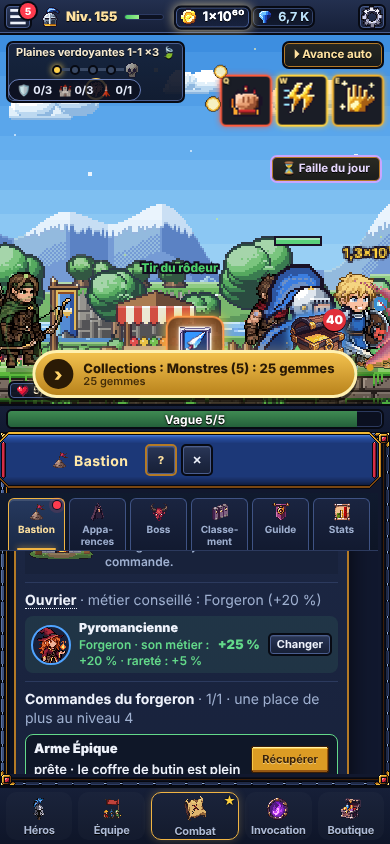 5
Niv. 155
1×10⁶⁰
6,7 K
Plaines verdoyantes 1-1 ×3
0/3 0/3 0/1
Avance auto
Q
W
E
Faille du jour
1,3×10
Tir du rôdeur
40
Collections : Monstres (5) : 25 gemmes
25 gemmes
Vague 5/5
Bastion
?
×
Bastion
Appa-
rences
Boss
Classe-
ment
Guilde
Stats
commande.
Ouvrier · métier conseillé : Forgeron (+20 %)
Pyromancienne
Forgeron · son métier :
+20 % · rareté : +5 %
+25 %
Changer
Commandes du forgeron · 1/1 · une place de
plus au niveau 4
Arme Épique
prête · le coffre de butin est plein
Récupérer
Héros
Équipe
Combat
Invocation
Boutique